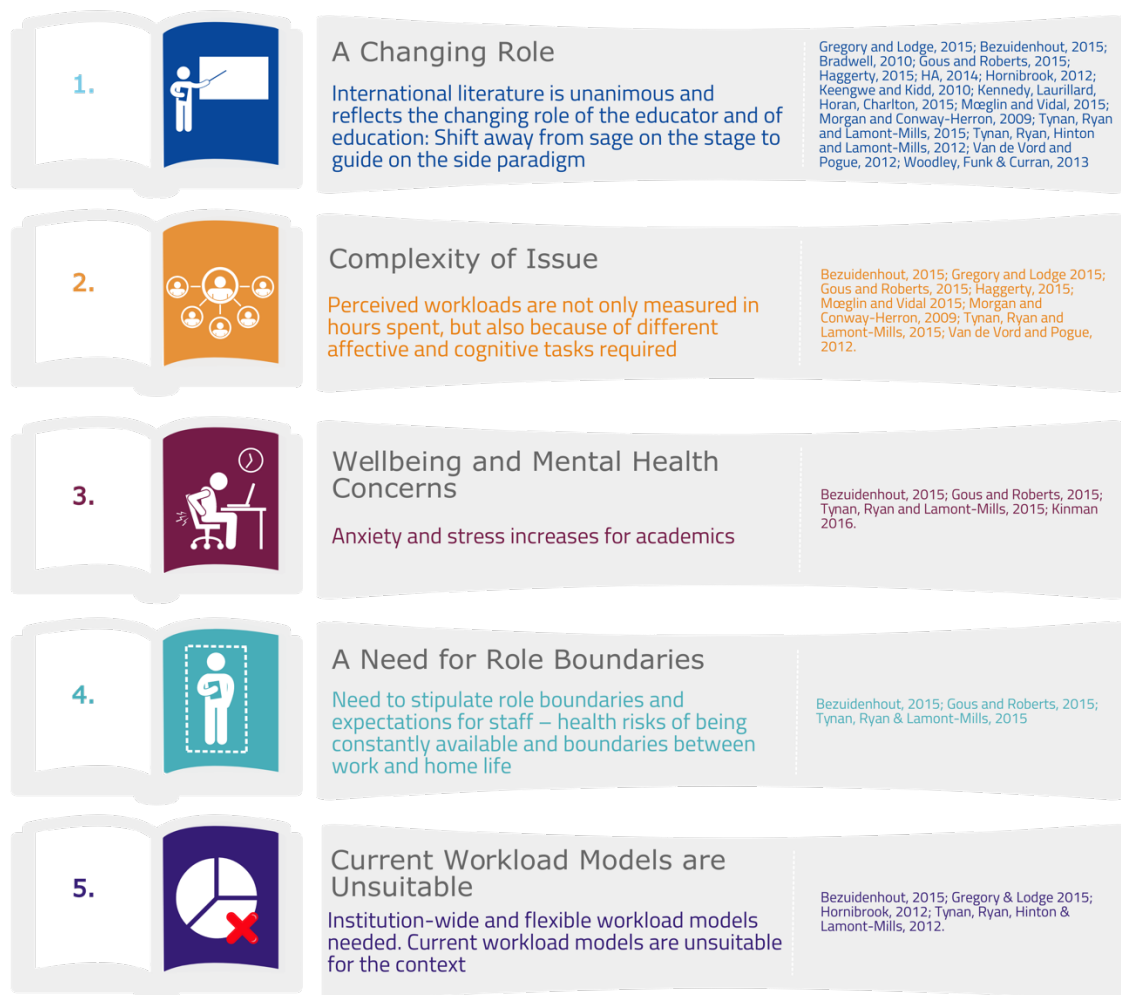 1.
A Changing Role
International literature is unanimous and
reflects the changing role of the educator and of
education: Shift away from sage on the stage to
guide on the side paradigm
Gregory and Lodge, 2015; Bezuidenhout, 2015;
Bradwell, 2010; Gous and Roberts, 2015;
Haggerty, 2015; HA, 2014; Hornibrook, 2012;
Keengwe and Kidd, 2010; Kennedy, Laurillard,
Horan, Charlton, 2015; Mœglin and Vidal, 2015;
Morgan and Conway-Herron, 2009; Tynan, Ryan
and Lamont-Mills, 2015; Tynan, Ryan, Hinton
and Lamont-Mills, 2012; Van de Vord and
Pogue, 2012; Woodley, Funk & Curran, 2013
2.
Complexity of Issue
Perceived workloads are not only measured in
hours spent, but also because of different
affective and cognitive tasks required
Bezuidenhout, 2015; Gregory and Lodge 2015;
Gous and Roberts, 2015; Haggerty, 2015;
Mœglin and Vidal 2015; Morgan and
Conway-Herron, 2009; Tynan, Ryan and
Lamont-Mills, 2015; Van de Vord and Pogue,
2012.
3.
Wellbeing and Mental Health
Concerns
Anxiety and stress increases for academics
Bezuidenhout, 2015; Gous and Roberts, 2015;
Tynan, Ryan and Lamont-Mills, 2015; Kinman
2016.
4.
A Need for Role Boundaries
Need to stipulate role boundaries and
expectations for staff – health risks of being
constantly available and boundaries between
work and home life
Bezuidenhout, 2015; Gous and Roberts, 2015;
Tynan, Ryan & Lamont-Mills, 2015
5.
Current Workload Models are
Unsuitable
Institution-wide and flexible workload models
needed. Current workload models are unsuitable
for the context
Bezuidenhout, 2015; Gregory & Lodge 2015;
Hornibrook, 2012; Tynan, Ryan, Hinton &
Lamont-Mills, 2012.